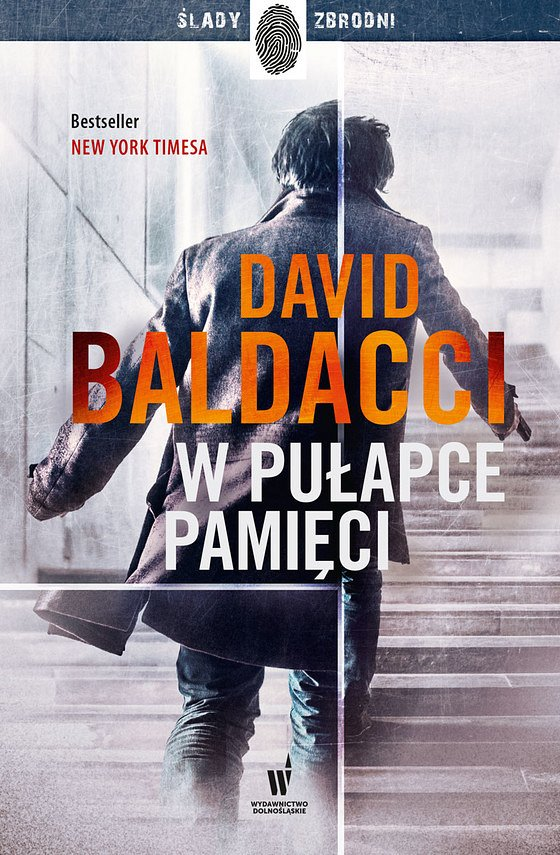 ŚLADY ZBRODNI
Bestseller
NEW YORK TIMESA
DAVID
BALDACCI
W PUŁAPCE
PAMIĘCI
W
WYDAWNICTWO
DOLNOŚLĄSKIE